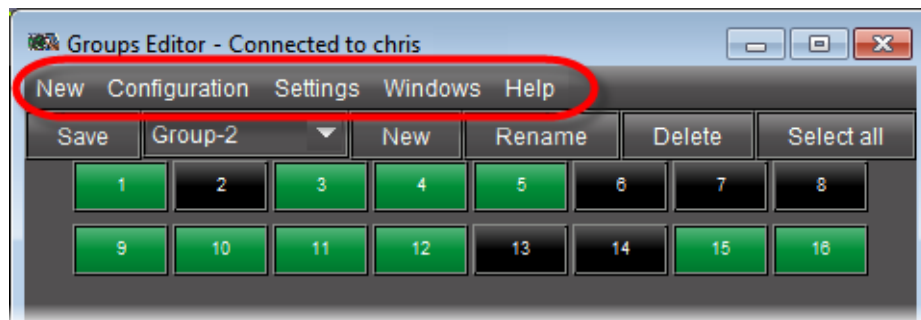 Groups Editor - Connected to chris
New Configuration Settings Windows Help
Save Group-2 New Rename Delete Select all
1 2 3 4 5 6 7 8
9 10 11 12 13 14 15 16